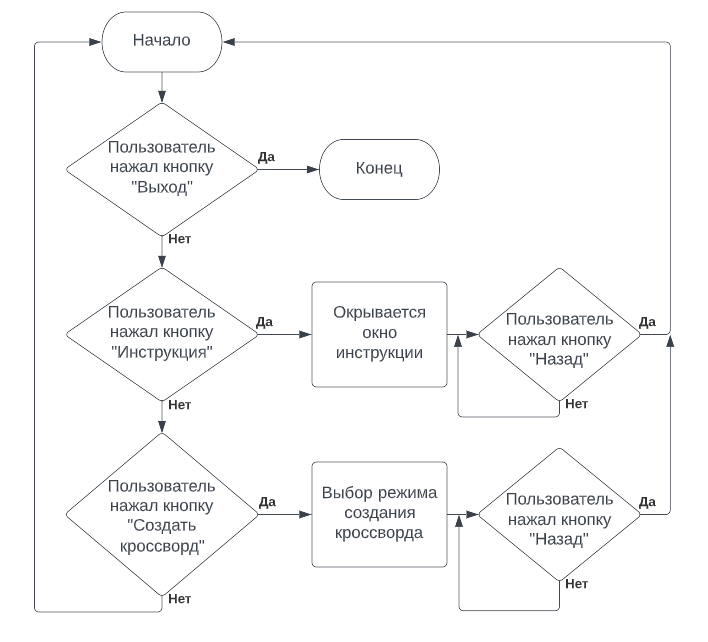 Начало
Пользователь
нажал кнопку
"Выход"
Да
Конец
Нет
Пользователь
нажал кнопку
"Инструкция"
Да
Окрывается
окно
инструкции
Пользователь
нажал кнопку
"Назад"
Да
Нет
Нет
Пользователь
нажал кнопку
"Создать
кроссворд"
Да
Выбор режима
создания
кроссворда
Пользователь
нажал кнопку
"Назад"
Да
Нет
Нет